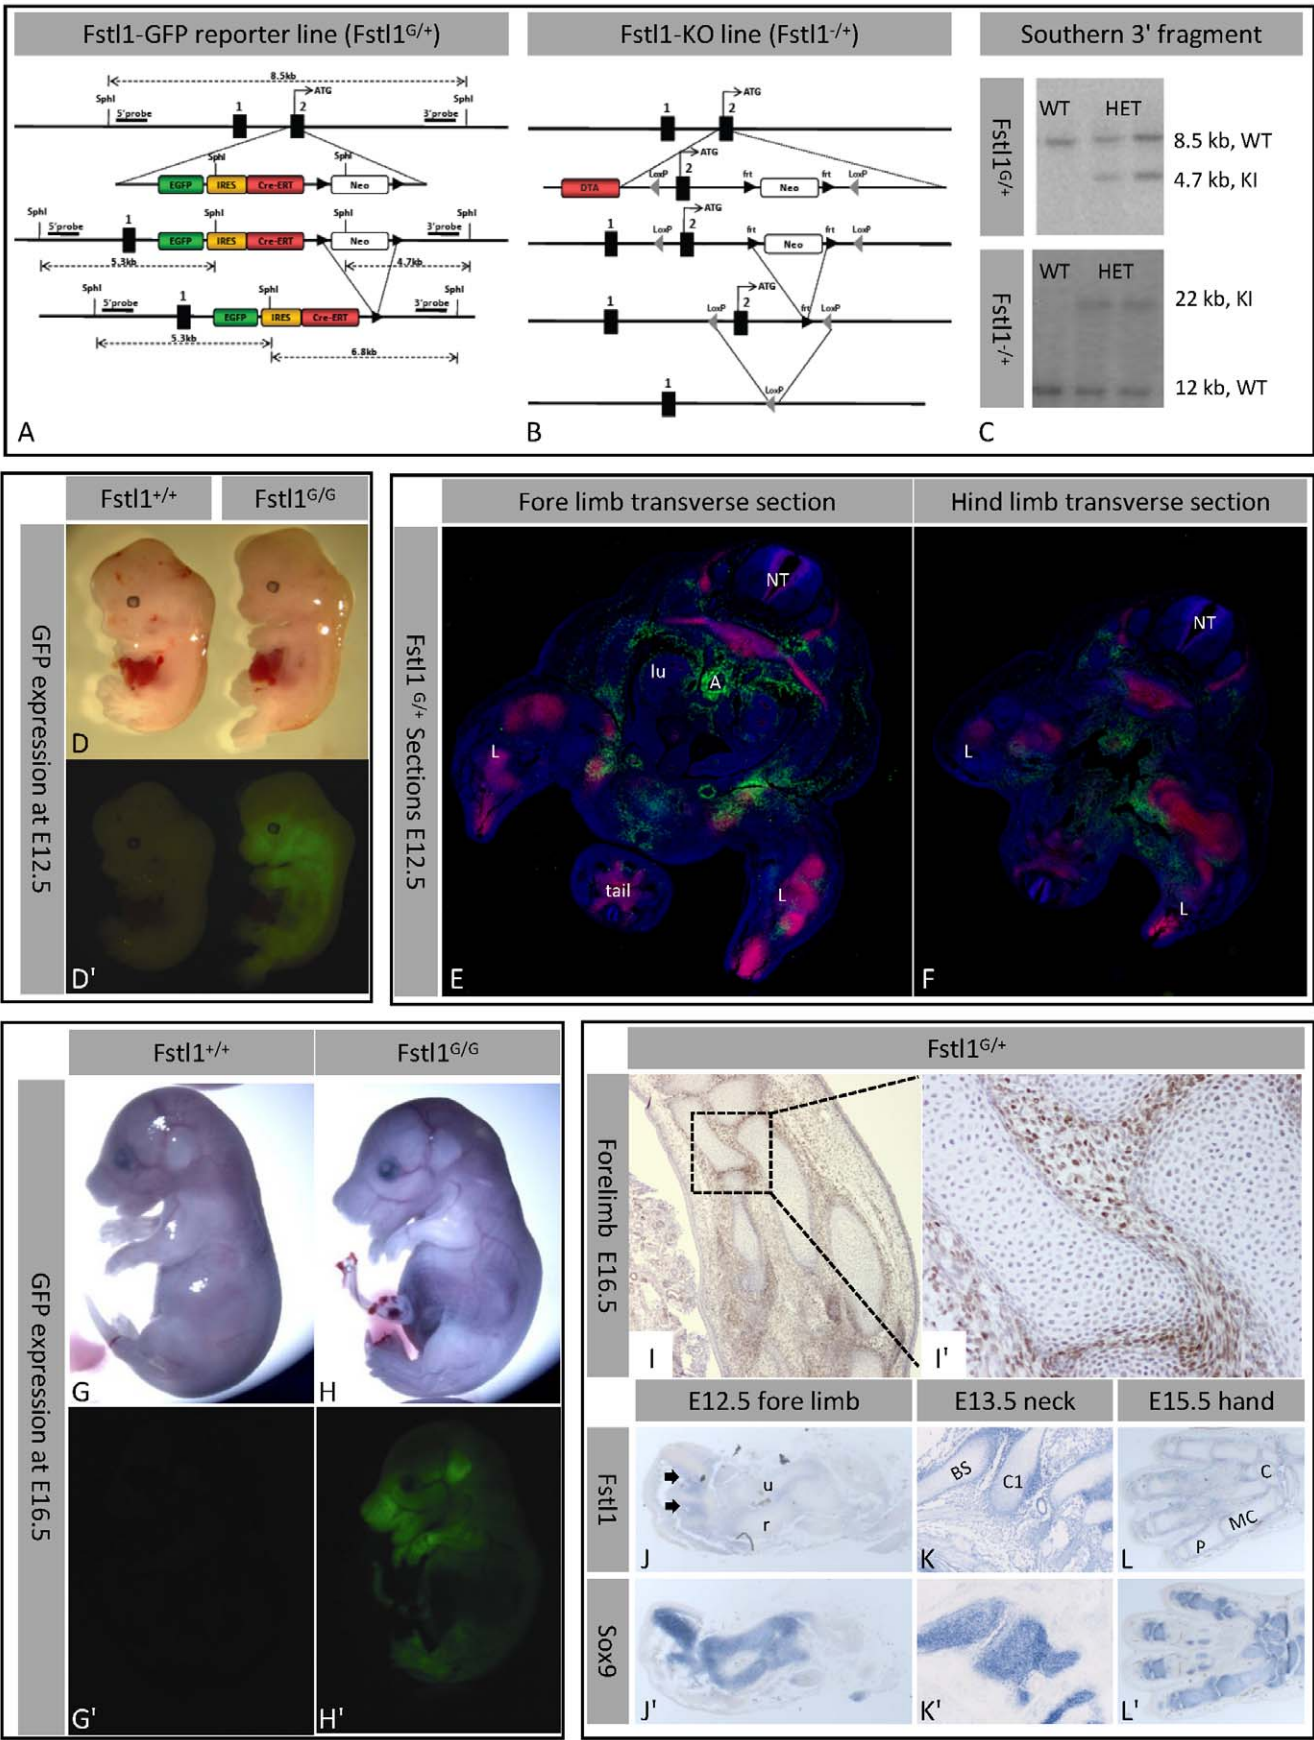 Fstl1-GFP reporter line (Fstl1G/+)
8.5kb
ATG
SphI
5'probe
1
2
3'probe
SphI
SphI
SphI
EGFP
IRES
Cre-ERT
Neo
SphI
5'probe
1
SphI
SphI
3'probe
SphI
EGFP
IRES
Cre-ERT
Neo
5.3kb
4.7kb
SphI
5'probe
1
SphI
3'probe
SphI
EGFP
IRES
Cre-ERT
5.3kb
6.8kb
A
Fstl1-KO line (Fstl1-/+)
ATG
1
2
ATG
DTA
LoxP
2
frt
Neo
frt
LoxP
ATG
1
LoxP
2
frt
Neo
frt
LoxP
ATG
1
LoxP
2
frt
LoxP
1
LoxP
B
Southern 3' fragment
Fstl1G/+
WT
HET
8.5 kb, WT
4.7 kb, KI
Fstl1-/+
WT
HET
22 kb, KI
12 kb, WT
C
Fstl1+/+
Fstl1G/G
GFP expression at E12.5
D
D'
Fore limb transverse section
Hind limb transverse section
Fstl1 G/+ Sections E12.5
NT
lu
A
L
L
tail
E
NT
L
L
F
Fstl1+/+
Fstl1G/G
GFP expression at E16.5
G
H
G'
H'
Fstl1G/+
Forelimb E16.5
I
I'
E12.5 fore limb
E13.5 neck
E15.5 hand
Fstl1
u
r
J
BS
C1
K
C
MC
P
L
Sox9
J'
K'
L'